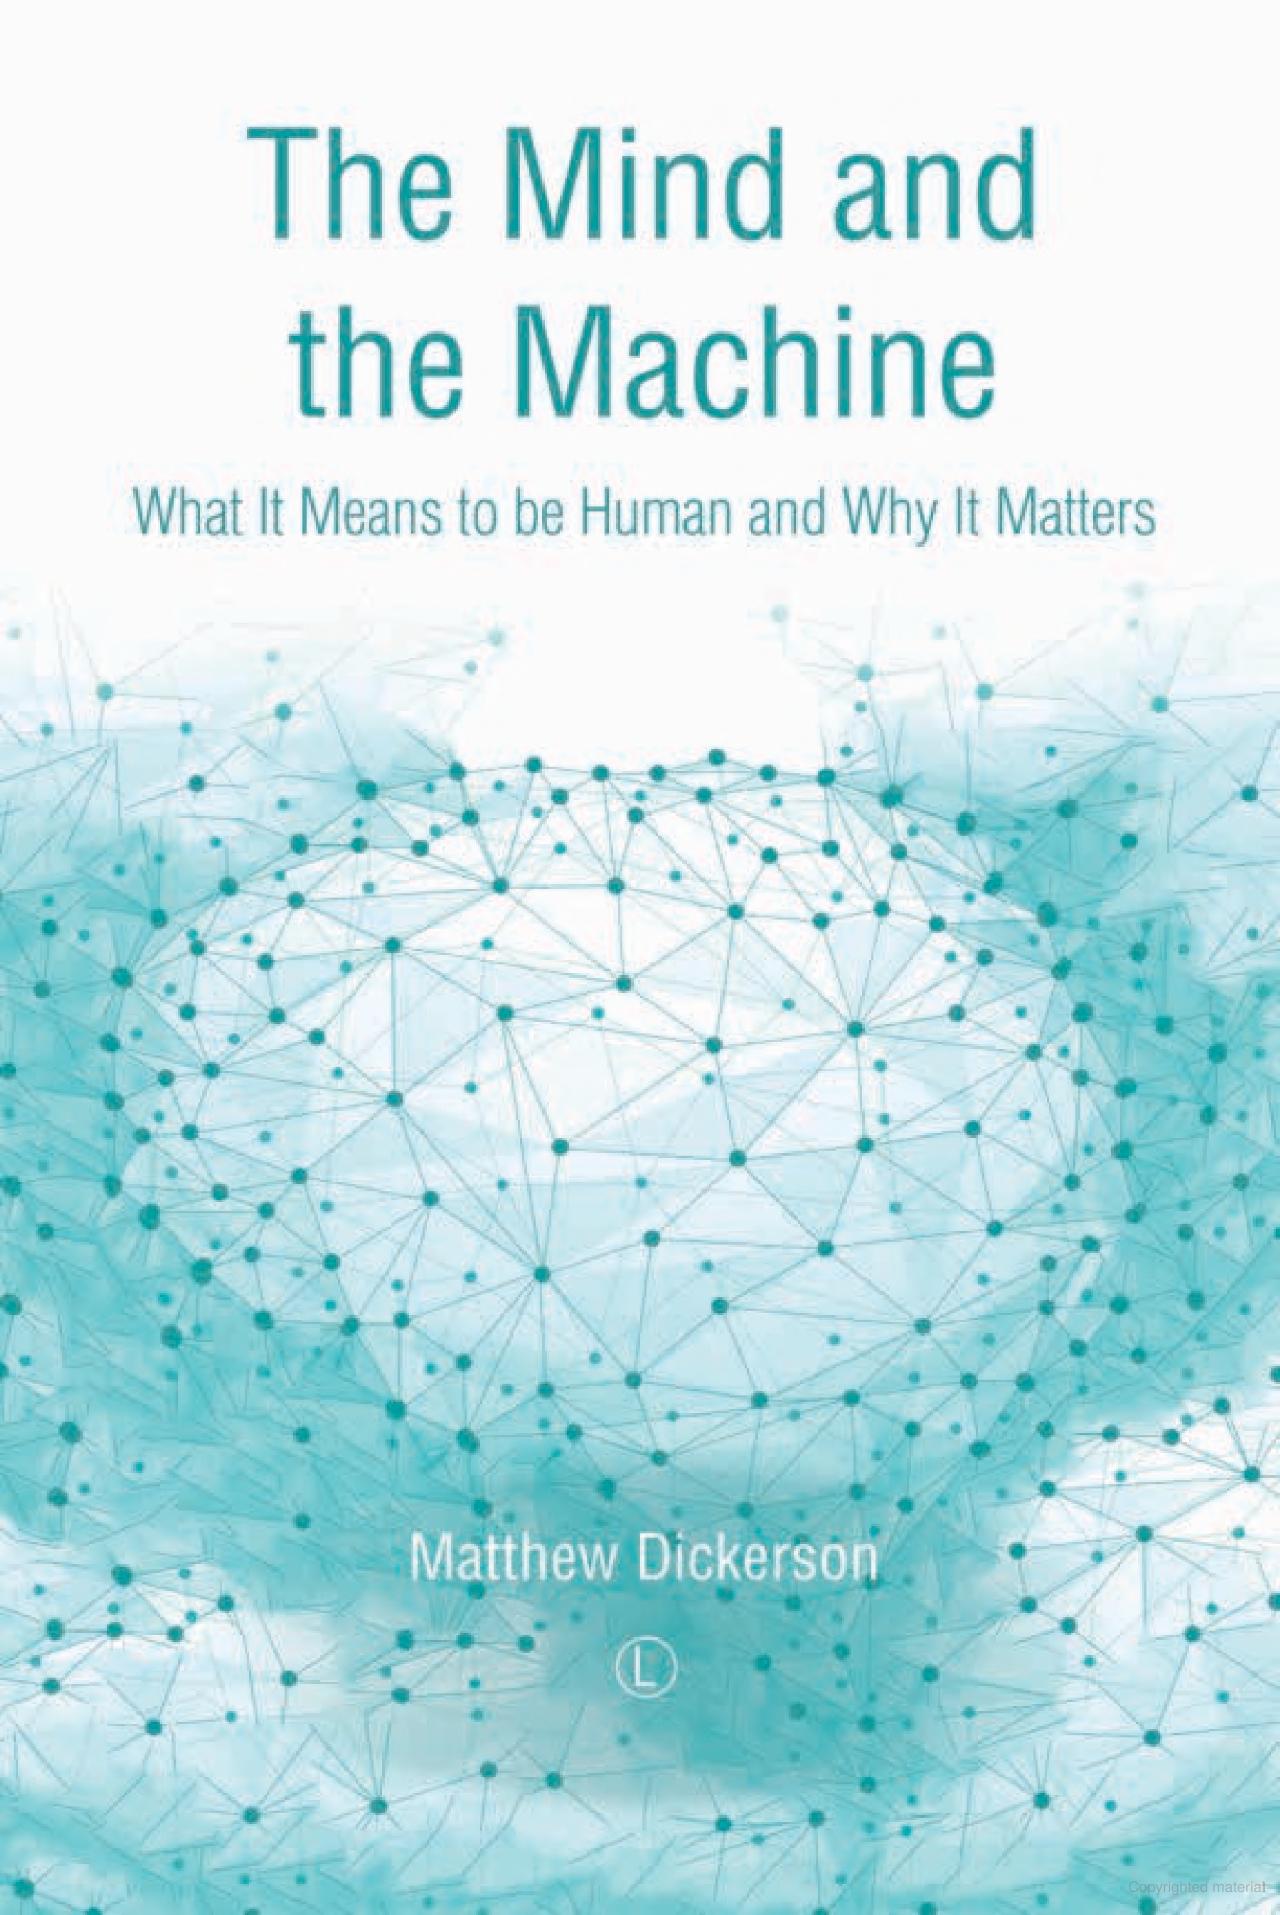 The Mind and
the Machine
What It Means to be Human and Why It Matters
Matthew Dickerson
L
Copyrighted material